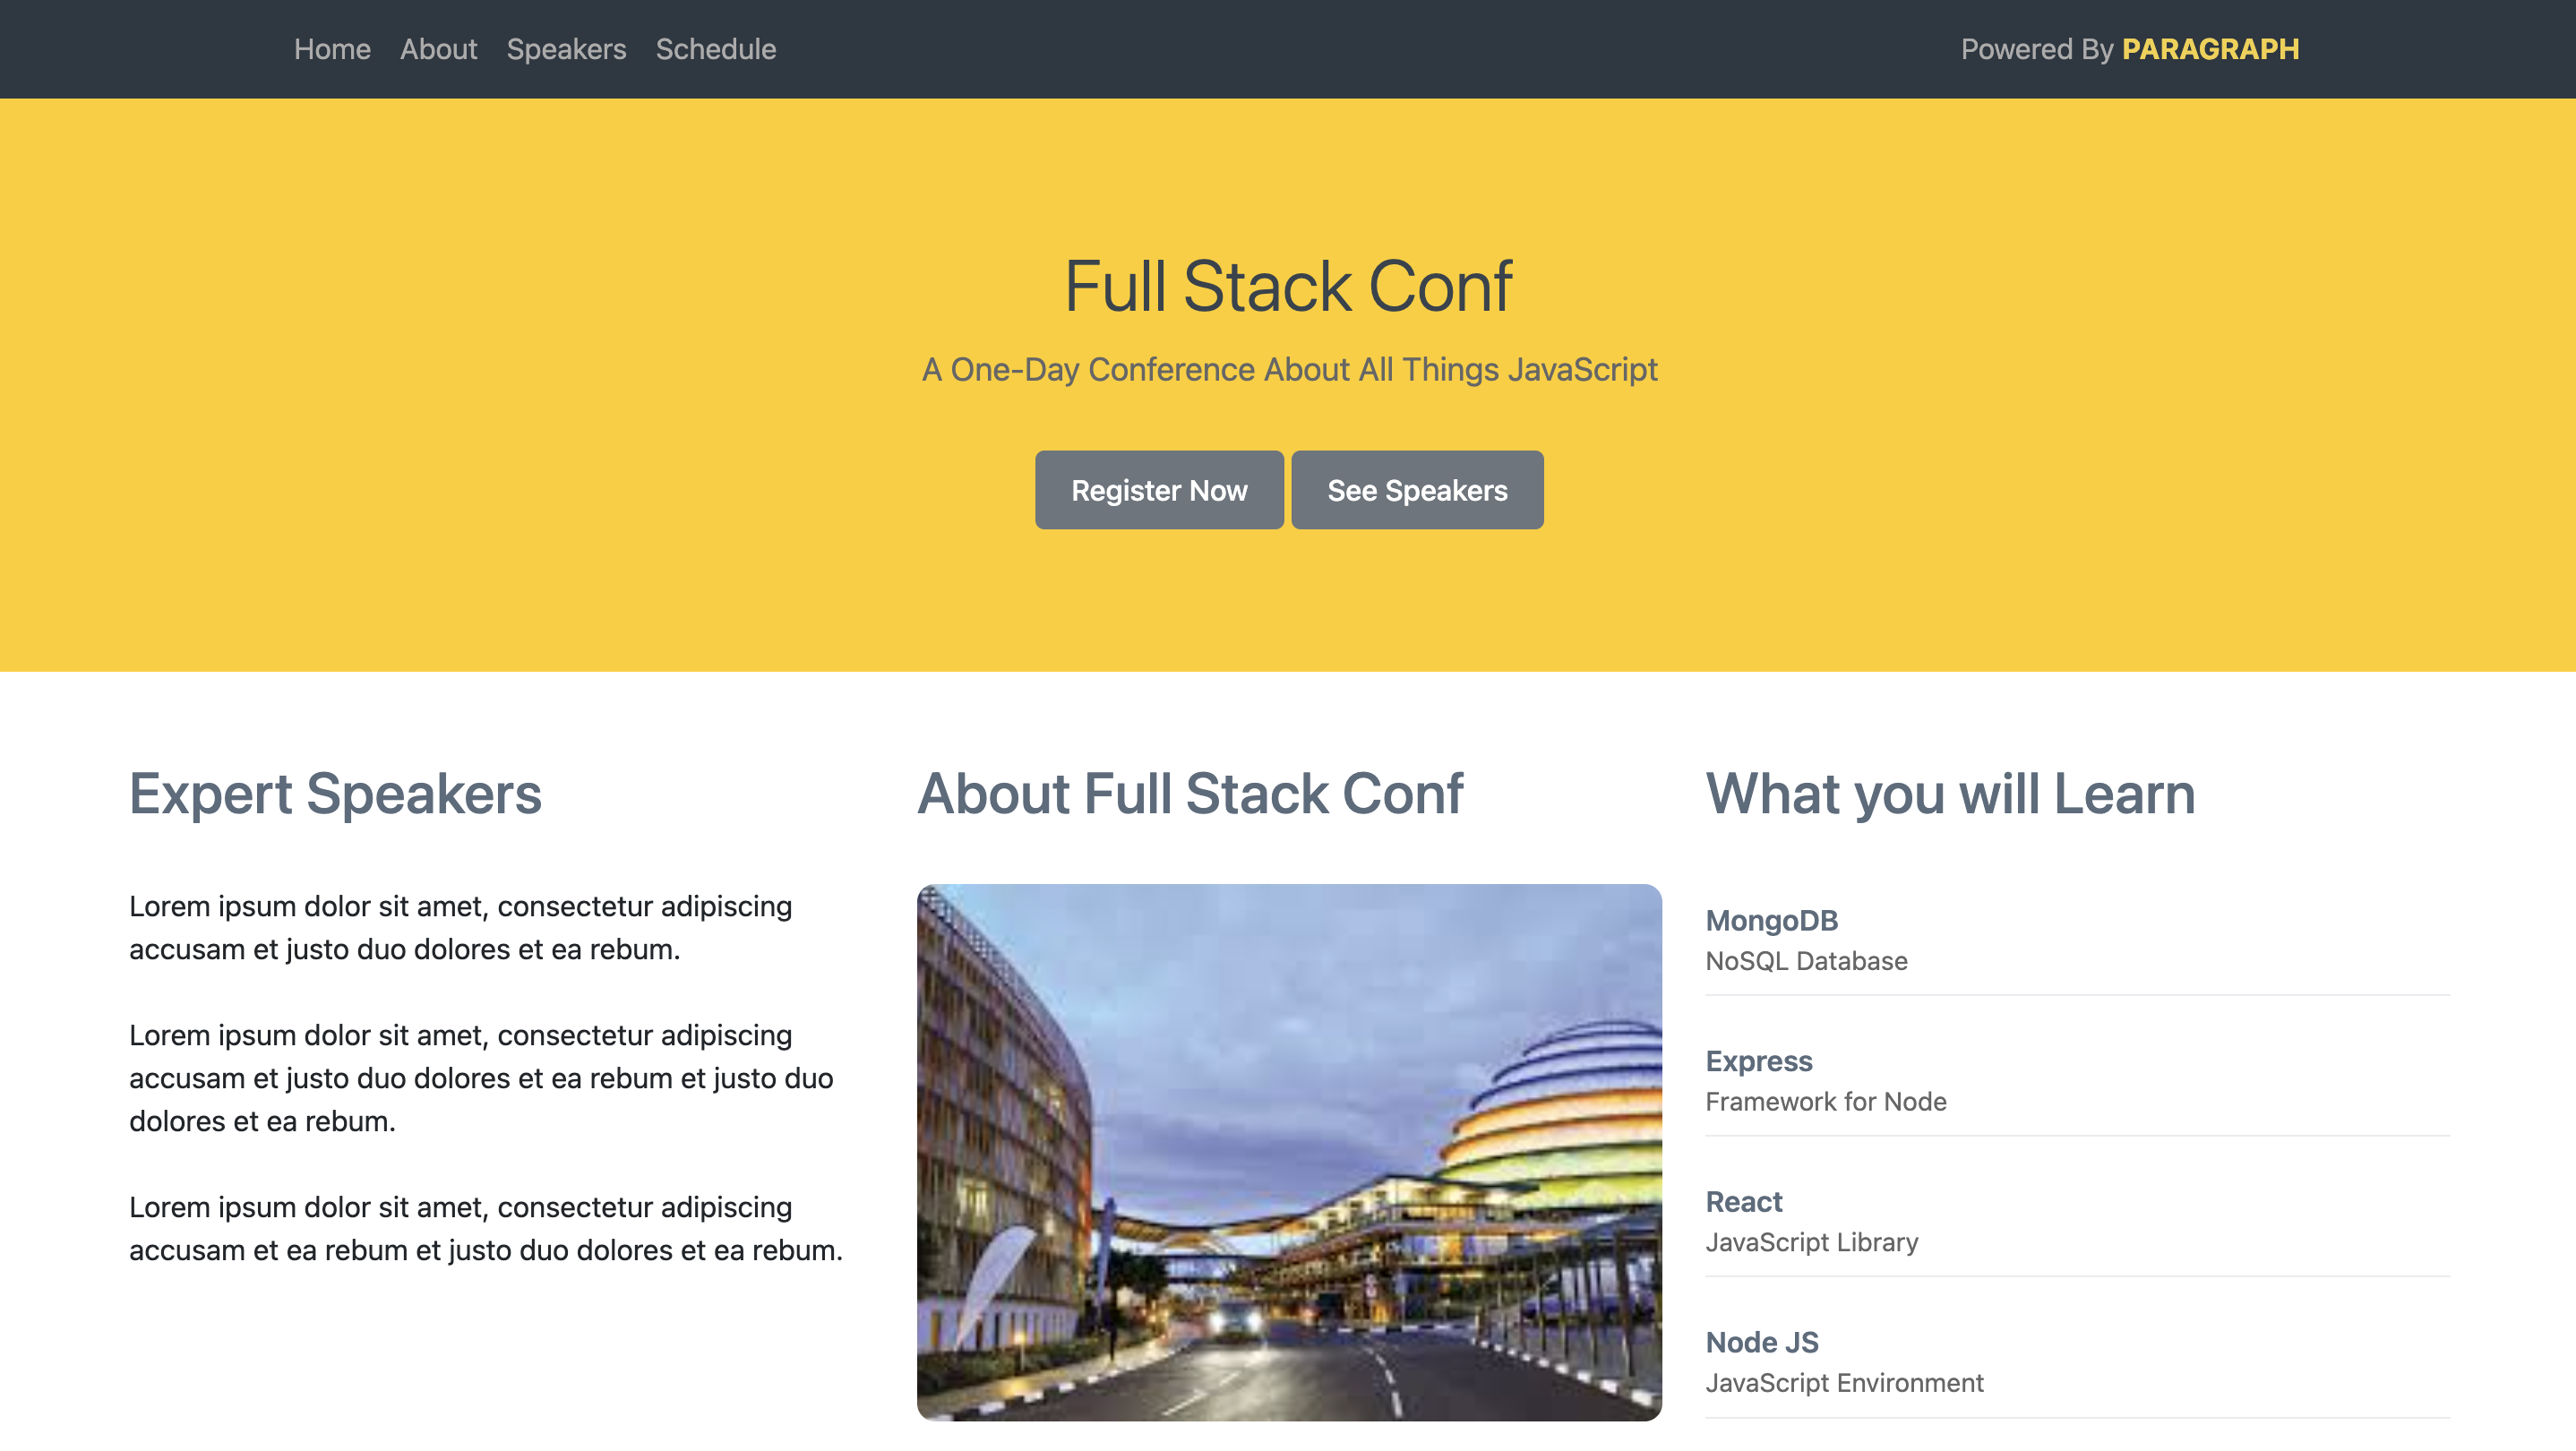 Home About Speakers Schedule
Powered By PARAGRAPH
Full Stack Conf
A One-Day Conference About All Things JavaScript
Register Now
See Speakers
Expert Speakers
Lorem ipsum dolor sit amet, consectetur adipiscing
accusam et justo duo dolores et ea rebum.
Lorem ipsum dolor sit amet, consectetur adipiscing
accusam et justo duo dolores et ea rebum et justo duo
dolores et ea rebum.
Lorem ipsum dolor sit amet, consectetur adipiscing
accusam et ea rebum et justo duo dolores et ea rebum.
About Full Stack Conf
What you will Learn
MongoDB
NoSQL Database
Express
Framework for Node
React
JavaScript Library
Node JS
JavaScript Environment